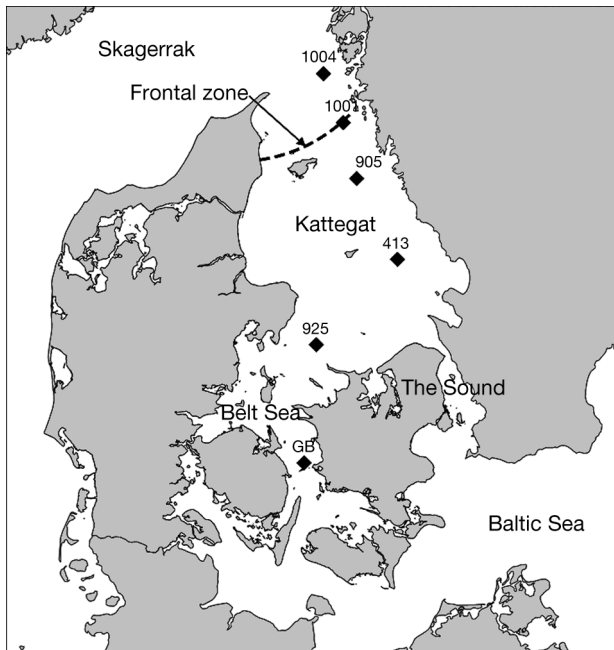 Skagerrak
1004
Frontal zone
100
905
Kattegat
413
925
The Sound
Belt Sea
GB
Baltic Sea